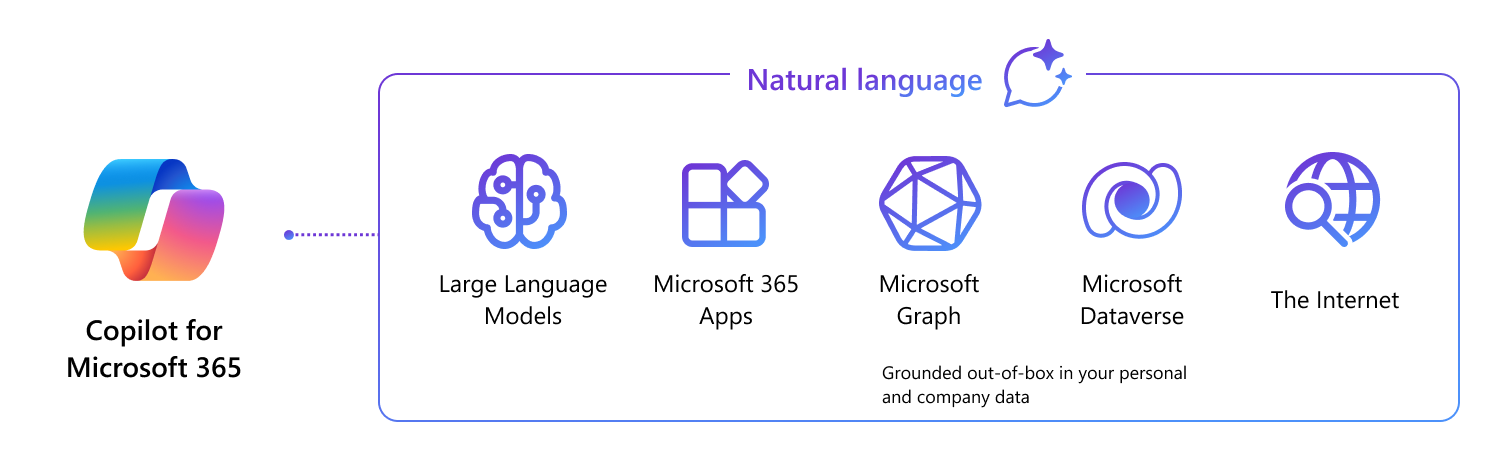 Natural language
Large Language
Models
Microsoft 365
Apps
Microsoft
Graph
Microsoft
Dataverse
The Internet
Copilot for
Microsoft 365
Grounded out-of-box in your personal
and company data